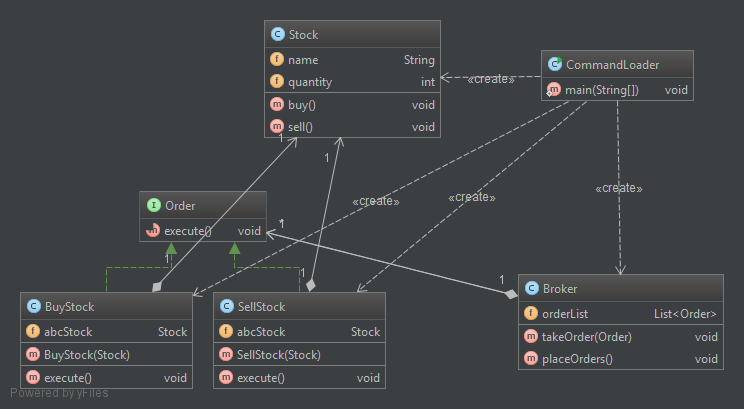 Stock
name String
quantity int
buy() void
sell() void
CommandLoader
main(String[]) void
«create»
1
1
Order
execute() void
«create»
«create»
«create»
*
1
1
1
1
BuyStock
abcStock Stock
BuyStock(Stock)
execute() void
SellStock
abcStock Stock
SellStock(Stock)
execute() void
Broker
orderList List<Order>
takeOrder(Order) void
placeOrders() void
Powered by yFiles